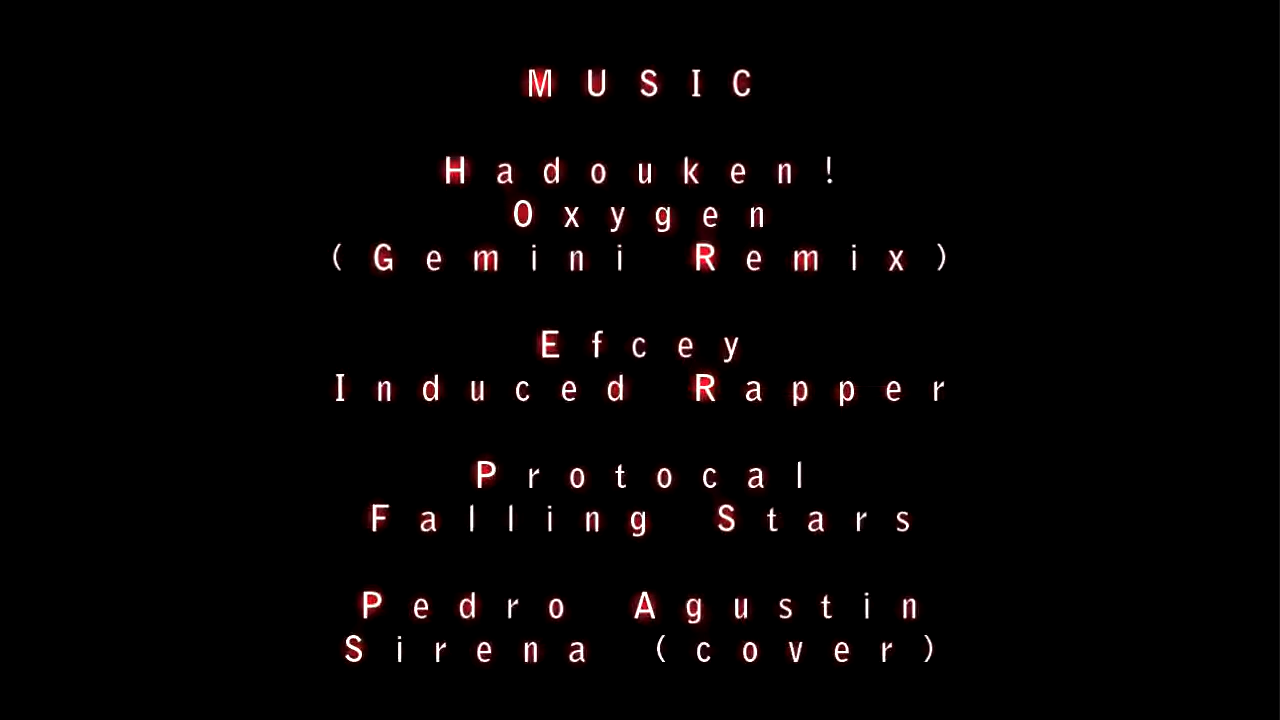 MUSIC
Hadouken!
Oxygen
(Gemini Remix)
Efcey
Induced Rapper
Protocal
Falling Stars
Pedro Agustin
Sirena (cover)